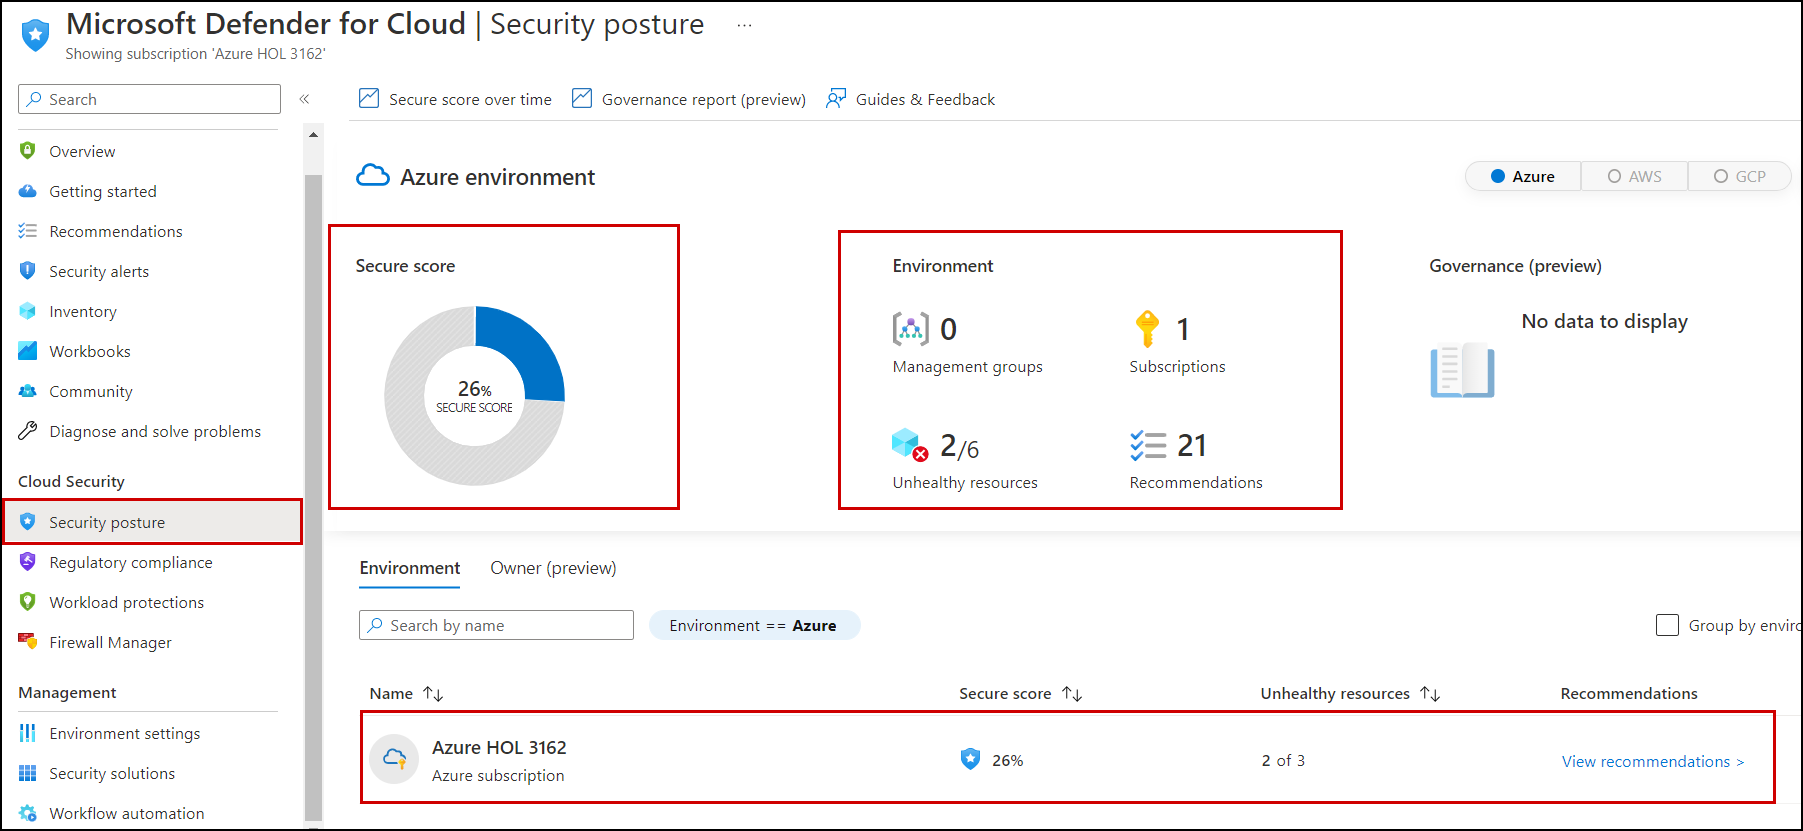 Microsoft Defender for Cloud | Security posture ...
Showing subscription 'Azure HOL 3162'
Search
«
Overview
Getting started
Recommendations
Security alerts
Inventory
Workbooks
Community
Diagnose and solve problems
Cloud Security
Security posture
Regulatory compliance
Workload protections
Firewall Manager
Management
Environment settings
Security solutions
Workflow automation
Secure score over time
Governance report (preview)
Guides & Feedback
Azure environment
Azure
AWS
GCP
Secure score
26%
SECURE SCORE
Environment
0
Management groups
1
Subscriptions
2/6
Unhealthy resources
21
Recommendations
Governance (preview)
No data to display
Environment
Owner (preview)
Search by name
Environment == Azure
Group by enviro
Name ↑↓
Secure score ↑↓
Unhealthy resources ↑↓
Recommendations
Azure HOL 3162
Azure subscription
26%
2 of 3
View recommendations >